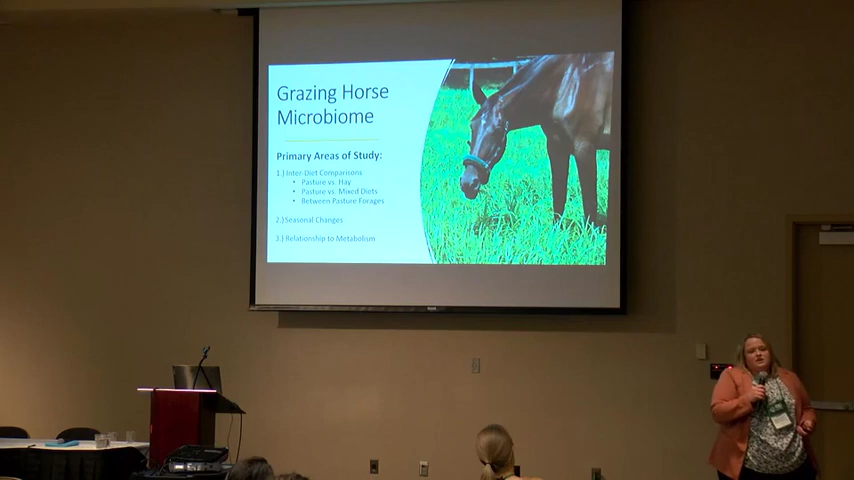 Grazing Horse
Microbiome
Primary Areas of Study:
1.) Inter-Diet Comparisons
• Pasture vs. Hay
• Pasture vs. Mixed Diets
• Between Pasture Forages
2.) Seasonal Changes
3.) Relationship to Metabolism